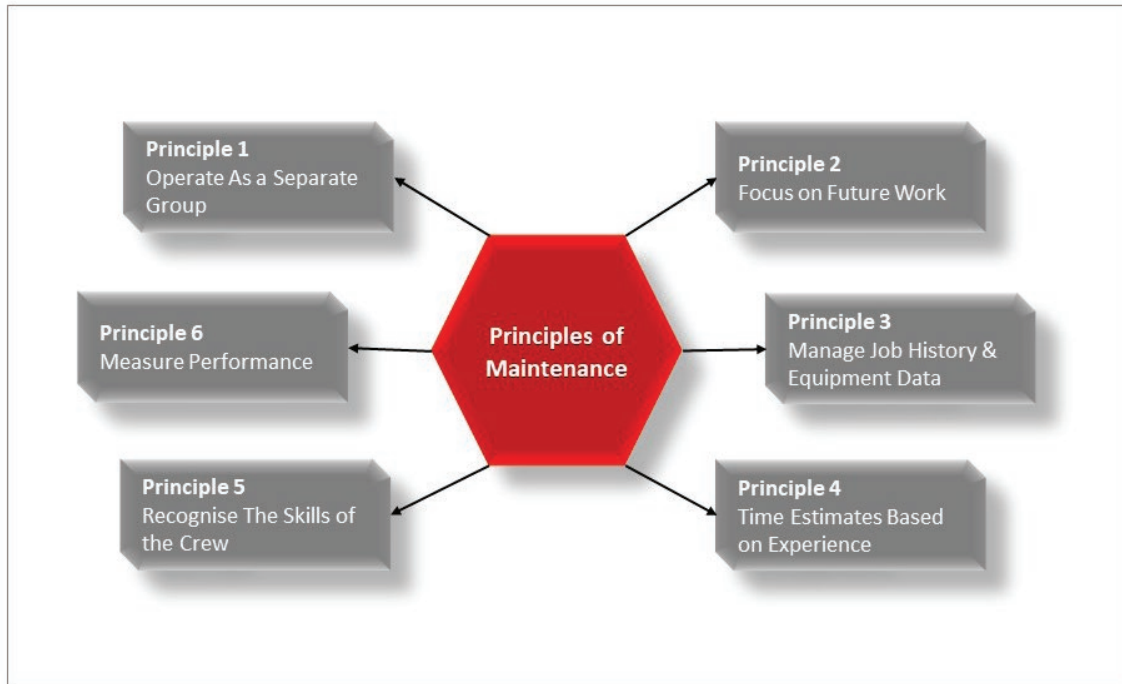 Principle 1
Operate As a Separate
Group
Principle 2
Focus on Future Work
Principle 6
Measure Performance
Principles of
Maintenance
Principle 3
Manage Job History &
Equipment Data
Principle 5
Recognise The Skills of
the Crew
Principle 4
Time Estimates Based
on Experience